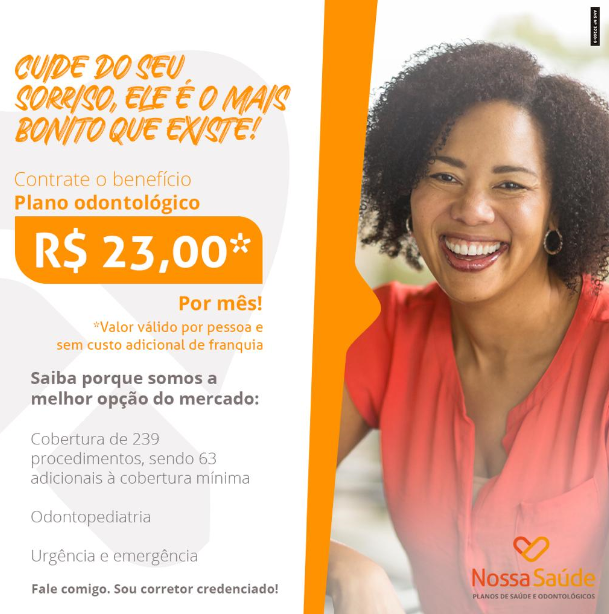 CUIDE DO SEU
SORRISO, ELE É O MAIS
BONITO QUE EXISTE!
Contrate o benefício
Plano odontológico
R$ 23,00*
Por mês!
*Valor válido por pessoa e
sem custo adicional de franquia
Saiba porque somos a
melhor opção do mercado:
Cobertura de 239
procedimentos, sendo 63
adicionais à cobertura mínima
Odontopediatria
Urgência e emergência
Fale comigo. Sou corretor credenciado!
Nossa Saúde
PLANOS DE SAÚDE E ODONTOLÓGICOS